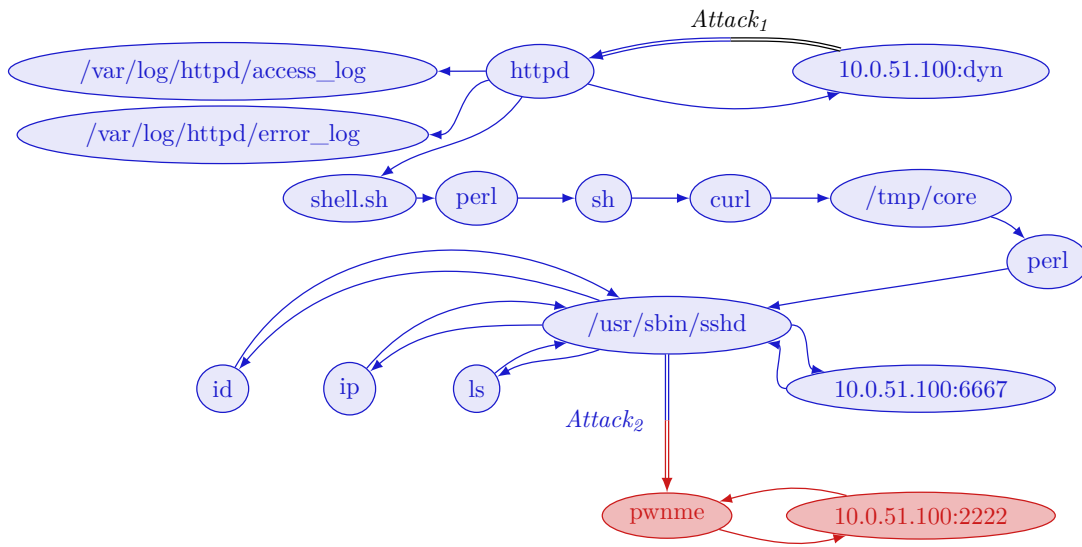 Attack1
/var/log/httpd/access_log
httpd
10.0.51.100:dyn
/var/log/httpd/error_log
shell.sh
perl
sh
curl
/tmp/core
perl
/usr/sbin/sshd
id
ip
ls
10.0.51.100:6667
Attack2
pwnme
10.0.51.100:2222